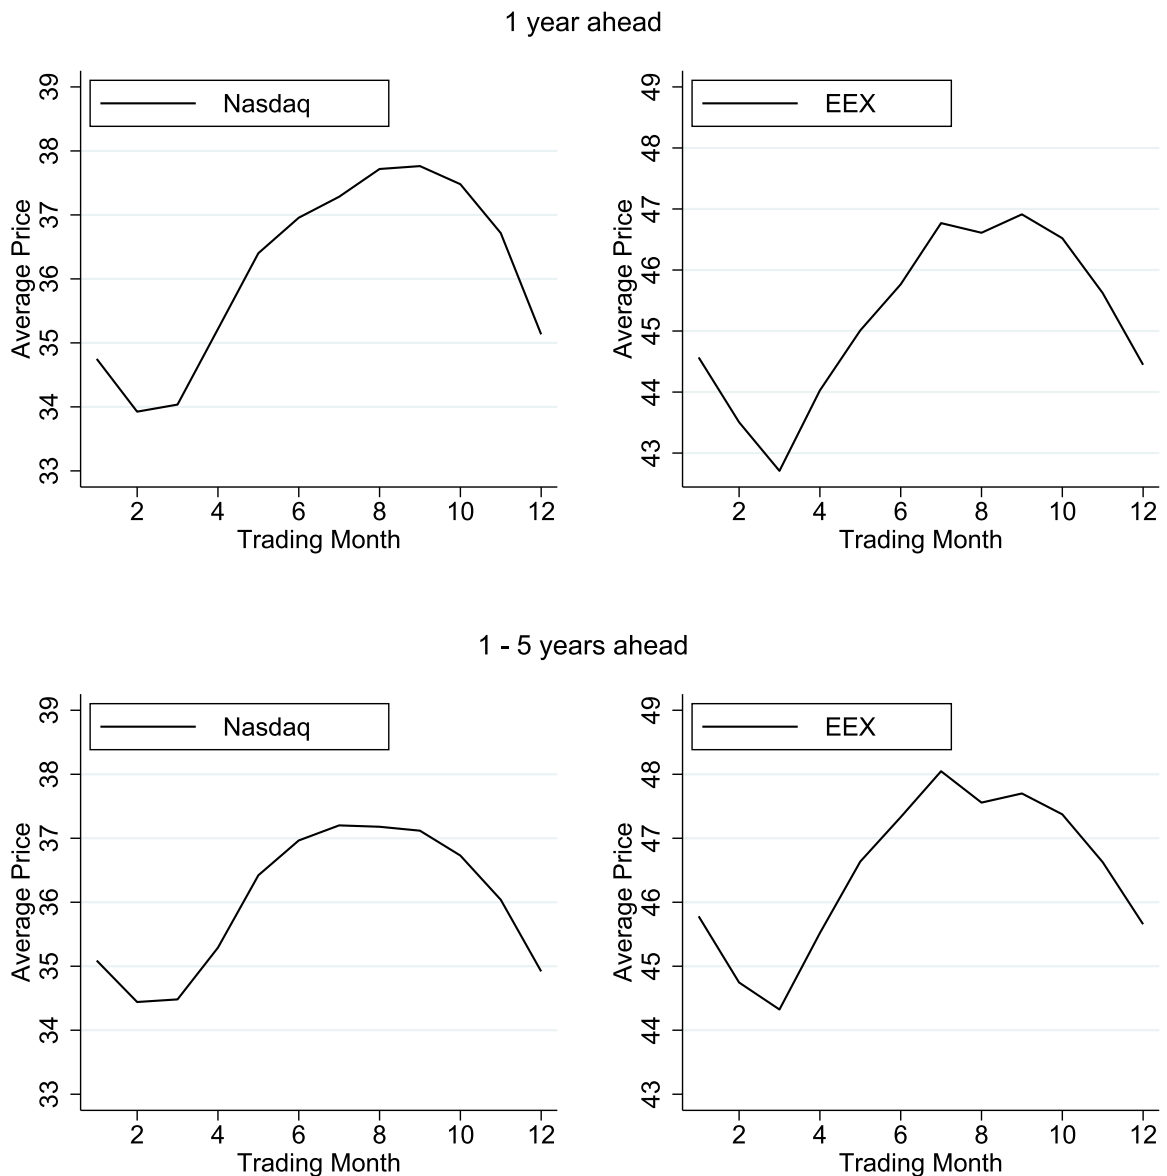 1 year ahead
Nasdaq
Average Price
39
38
37
36
35
34
33
2 4 6 8 10 12
Trading Month
EEX
Average Price
49
48
47
46
45
44
43
2 4 6 8 10 12
Trading Month
1 - 5 years ahead
Nasdaq
Average Price
39
38
37
36
35
34
33
2 4 6 8 10 12
Trading Month
EEX
Average Price
49
48
47
46
45
44
43
2 4 6 8 10 12
Trading Month